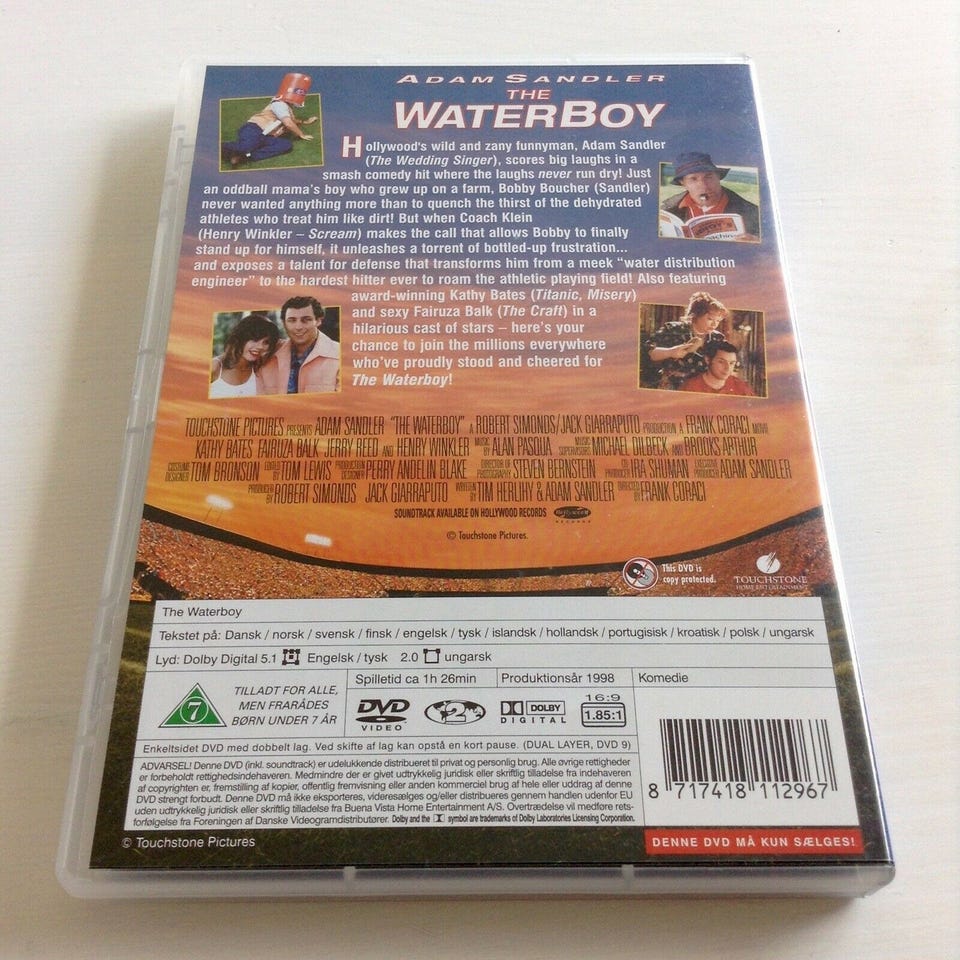 ADAM SANDLER
THE
WATERBOY
Hollywood's wild and zany funnyman, Adam Sandler
(The Wedding Singer), scores big laughs in a
smash comedy hit where the laughs never run dry! Just
an oddball mama's boy who grew up on a farm, Bobby Boucher (Sandler)
never wanted anything more than to quench the thirst of the dehydrated
athletes who treat him like dirt! But when Coach Klein
(Henry Winkler – Scream) makes the call that allows Bobby to finally
stand up for himself, it unleashes a torrent of bottled-up frustration...
and exposes a talent for defense that transforms him from a meek “water distribution
engineer” to the hardest hitter ever to roam the athletic playing field! Also featuring
award-winning Kathy Bates (Titanic, Misery)
and sexy Fairuza Balk (The Craft) in a
hilarious cast of stars – here's your
chance to join the millions everywhere
who've proudly stood and cheered for
The Waterboy!
TOUCHSTONE PICTURES PRESENTS ADAM SANDLER "THE WATERBOY" A ROBERT SIMONDS/JACK GIARRAPUTO PRODUCTION A FRANK CORACI MOVIE
KATHY BATES FAIRUZA BALK JERRY REED AND HENRY WINKLER MUSIC BY ALAN PASQUA MUSIC SUPERVISORS MICHAEL DILBECK AND BROOKS ARTHUR
COSTUME DESIGNER TOM BRONSON EDITED BY TOM LEWIS PRODUCTION DESIGNER PERRY ANDELIN BLAKE DIRECTOR OF PHOTOGRAPHY STEVEN BERNSTEIN CO PRODUCER IRA SHUMAN EXECUTIVE PRODUCER ADAM SANDLER
PRODUCED BY ROBERT SIMONDS JACK GIARRAPUTO WRITTEN BY TIM HERLIHY & ADAM SANDLER DIRECTED BY FRANK CORACI
SOUNDTRACK AVAILABLE ON HOLLYWOOD RECORDS
© Touchstone Pictures.
This DVD is
copy protected.
TOUCHSTONE
HOME ENTERTAINMENT
The Waterboy
Tekstet på: Dansk / norsk / svensk / finsk / engelsk / tysk / islandsk / hollandsk / portugisisk / kroatisk / polsk / ungarsk
Lyd: Dolby Digital 5.1 Engelsk / tysk 2.0 ungarsk
Spilletid ca 1h 26min Produktionsår 1998 Komedie
7
TILLADT FOR ALLE,
MEN FRARÅDES
BØRN UNDER 7 ÅR
DVD
VIDEO
2
DOLBY
DIGITAL
16:9
1.85:1
Enkeltsidet DVD med dobbelt lag. Ved skifte af lag kan opstå en kort pause. (DUAL LAYER, DVD 9)
ADVARSEL! Denne DVD (inkl. soundtrack) er udelukkende distribueret til privat og personlig brug. Alle øvrige rettigheder
er forbeholdt rettighedsindehaveren. Medmindre der er givet udtrykkelig juridisk eller skriftlig tilladelse fra indehaveren
af copyrighten er, fremstilling af kopier, offentlig fremvisning eller anden kommerciel brug af hele eller uddrag af denne
DVD strengt forbudt. Denne DVD må ikke eksporteres, videresælges og/eller distribueres gennem handlen udenfor EU
uden udtrykkelig juridisk eller skriftlig tilladelse fra Buena Vista Home Entertainment A/S. Overtrædelse vil medføre rets-
forfølgelse fra Foreningen af Danske Videogramdistributører. Dolby and the symbol are trademarks of Dolby Laboratories Licensing Corporation.
8 717418 112967
© Touchstone Pictures
DENNE DVD MÅ KUN SÆLGES!